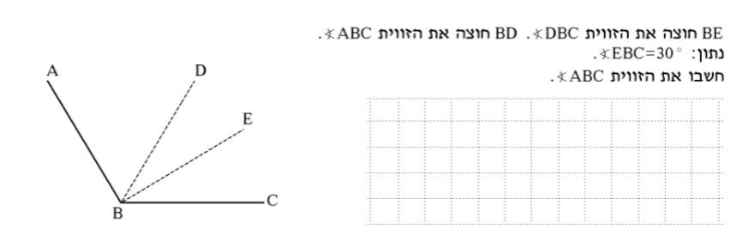 BE חוצה את הזווית DBC∢. BD חוצה את הזווית ABC∢.
נתון: EBC=30°∢.
חשבו את הזווית ABC∢.
A
D
E
C
B